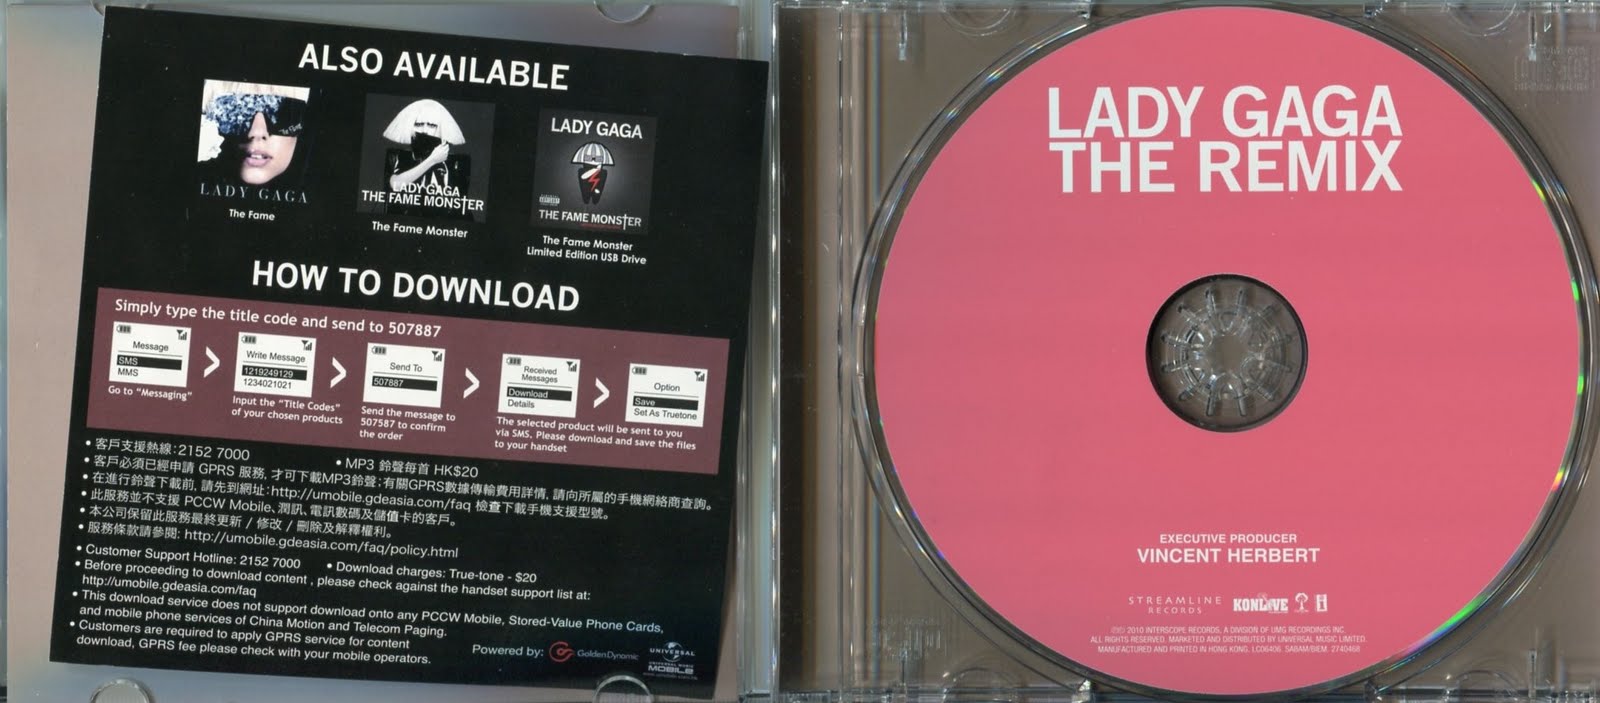 ALSO AVAILABLE
LADY GAGA
The Fame
The Fame
LADY GAGA
THE FAME MONSTER
The Fame Monster
LADY GAGA
THE FAME MONSTER
The Fame Monster
Limited Edition USB Drive
HOW TO DOWNLOAD
Simply type the title code and send to 507887
Message
SMS
MMS
Go to "Messaging"
>
Write Message
1219249129
1234021021
Input the "Title Codes"
of your chosen products
>
Send To
507887
Send the message to
507587 to confirm
the order
>
Received
Messages
Download
Details
The selected product will be sent to you
via SMS, Please download and save the files
to your handset
>
Option
Save
Set As Truetone
• 客戶支援熱線：2152 7000 • MP3 鈴聲每首 HK$20
• 客戶必須已經申請 GPRS 服務, 才可下載MP3鈴聲；有關GPRS數據傳輸費用詳情, 請向所屬的手機網絡商查詢。
• 在進行鈴聲下載前, 請先到網址：http://umobile.gdeasia.com/faq 檢查下載手機支援型號。
• 此服務並不支援 PCCW Mobile、潤訊、電訊數碼及儲值卡的客戶。
• 本公司保留此服務最終更新 / 修改 / 刪除及解釋權利。
• 服務條款請參閱: http://umobile.gdeasia.com/faq/policy.html
• Customer Support Hotline: 2152 7000 • Download charges: True-tone - $20
• Before proceeding to download content , please check against the handset support list at:
http://umobile.gdeasia.com/faq
• This download service does not support download onto any PCCW Mobile, Stored-Value Phone Cards,
and mobile phone services of China Motion and Telecom Paging.
• Customers are required to apply GPRS service for content
download, GPRS fee please check with your mobile operators.
Powered by: GoldenDynamic
UNIVERSAL
UNIVERSAL MUSIC
MOBILE
LADY GAGA
THE REMIX
EXECUTIVE PRODUCER
VINCENT HERBERT
STREAMLINE
RECORDS
KONLIVE
℗© 2010 INTERSCOPE RECORDS, A DIVISION OF UMG RECORDINGS INC.
ALL RIGHTS RESERVED. MARKETED AND DISTRIBUTED BY UNIVERSAL MUSIC LIMITED.
MANUFACTURED AND PRINTED IN HONG KONG. LC06406. SABAM/BIEM. 2740468